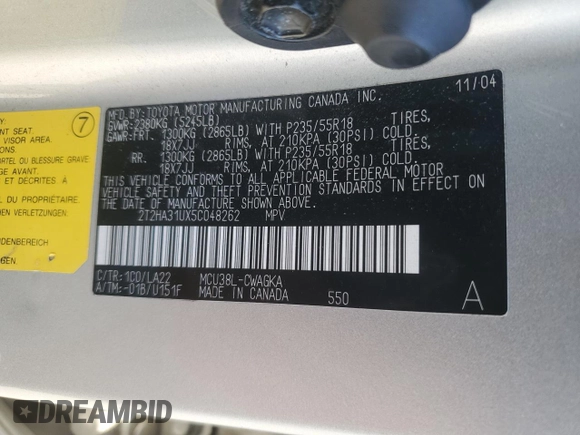 MFD.BY:TOYOTA MOTOR MANUFACTURING CANADA INC. 11/04
GVWR:2380KG (5245LB)
GAWR:FRT. 1300KG (2865LB) WITH P235/55R18 TIRES,
18X7JJ RIMS, AT 210KPA (30PSI) COLD.
RR. 1300KG (2865LB) WITH P235/55R18 TIRES,
18X7JJ RIMS, AT 210KPA (30PSI) COLD.
THIS VEHICLE CONFORMS TO ALL APPLICABLE FEDERAL MOTOR
VEHICLE SAFETY AND THEFT PREVENTION STANDARDS IN EFFECT ON
THE DATE OF MANUFACTURE SHOWN ABOVE.
2T2HA31UX5C048262 MPV
C/TR:1C0/LA22 MCU38L-CWAGKA
A/TM:-01B/U151F MADE IN CANADA 550 A
7
SEAT.
VISOR AREA.
OU BLESSURE GRAVE
AVANT.
ET DECRITES A
DU PROPRIÉTAIRE.
VERLETZUNGEN
DREAMBID